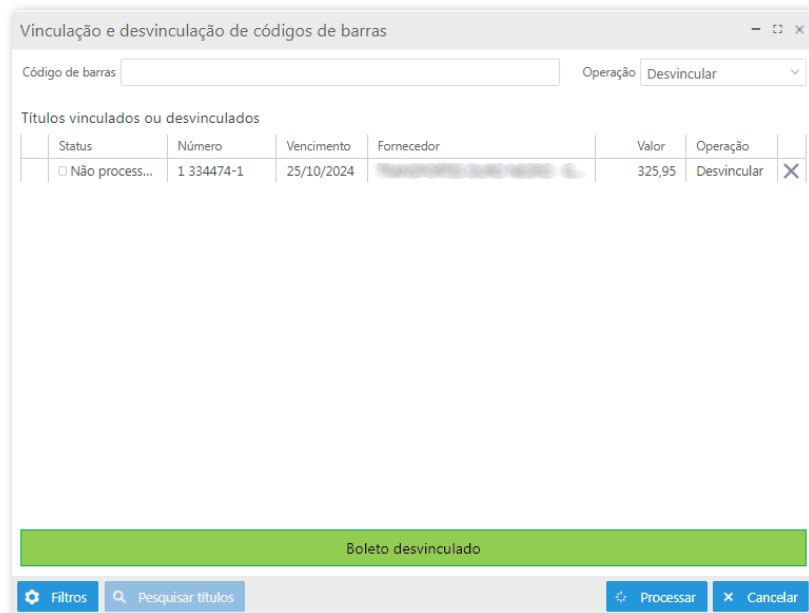 Vinculação e desvinculação de códigos de barras
Código de barras
Operação Desvincular
Títulos vinculados ou desvinculados
Status Número Vencimento Fornecedor Valor Operação
Não process... 1 334474-1 25/10/2024 325,95 Desvincular
Boleto desvinculado
Filtros Pesquisar títulos Processar Cancelar